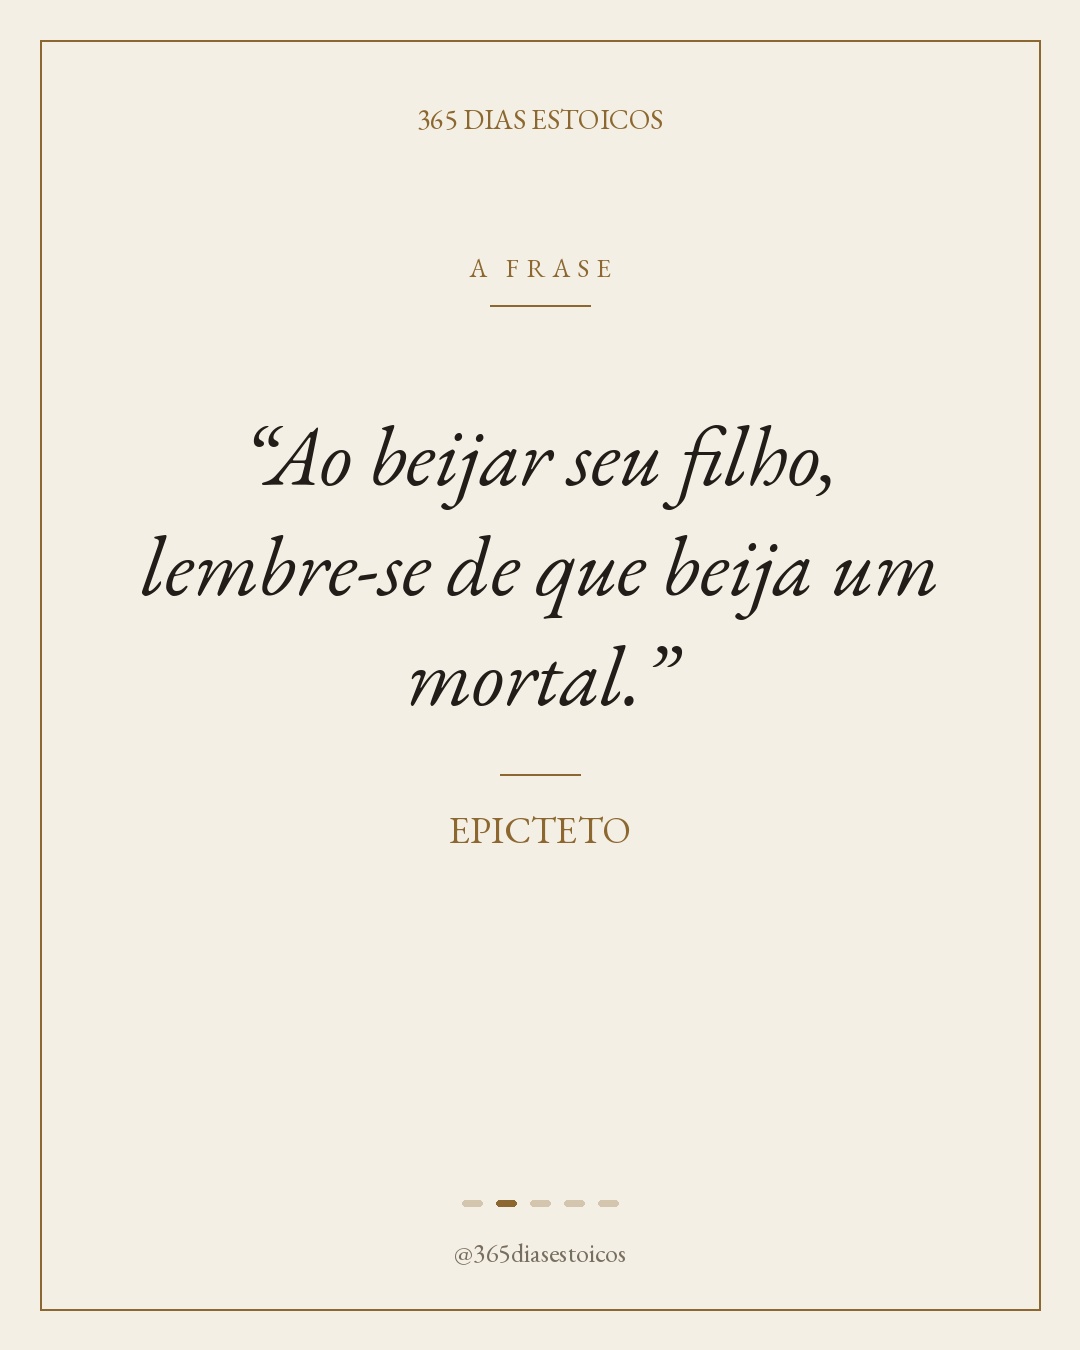 365 DIAS ESTOICOS
A FRASE
“Ao beijar seu filho,
lembre-se de que beija um
mortal.”
EPICTETO
@365diasestoicos